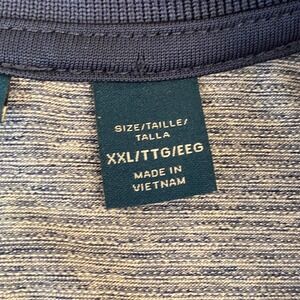 SIZE/TAILLE/
TALLA
XXL/TTG/EEG
MADE IN
VIETNAM